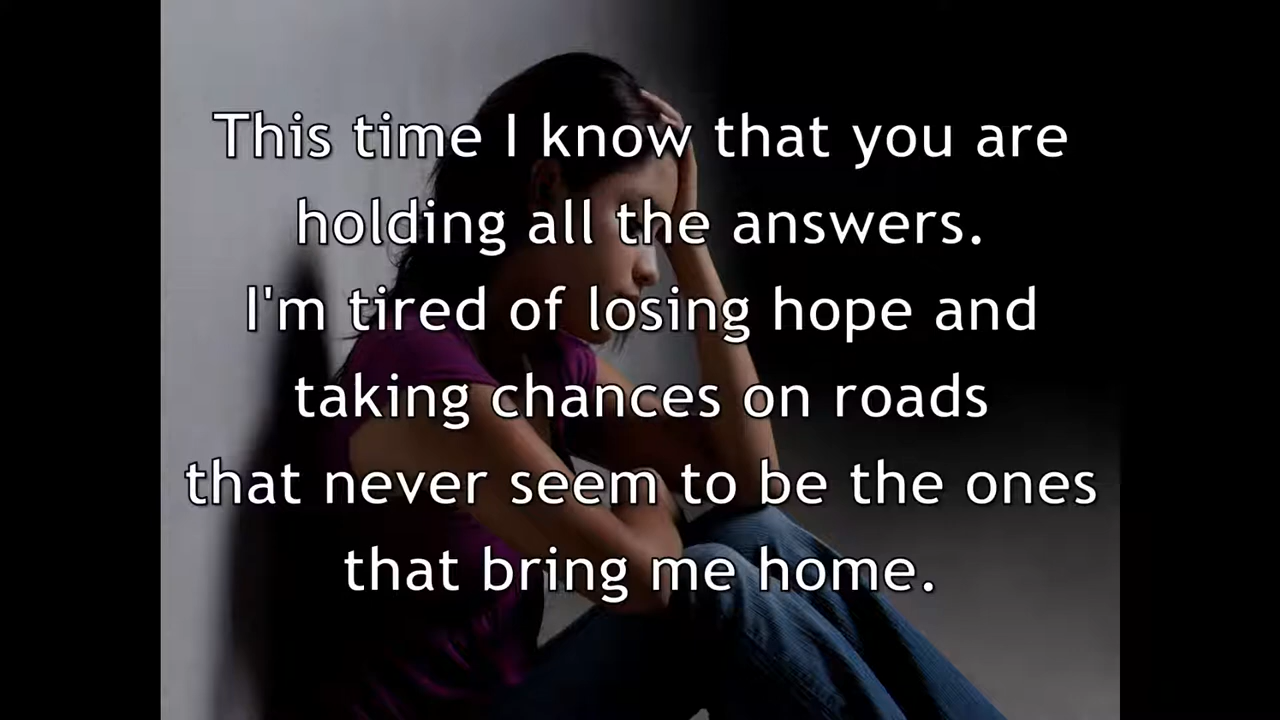 This time I know that you are
holding all the answers.
I'm tired of losing hope and
taking chances on roads
that never seem to be the ones
that bring me home.